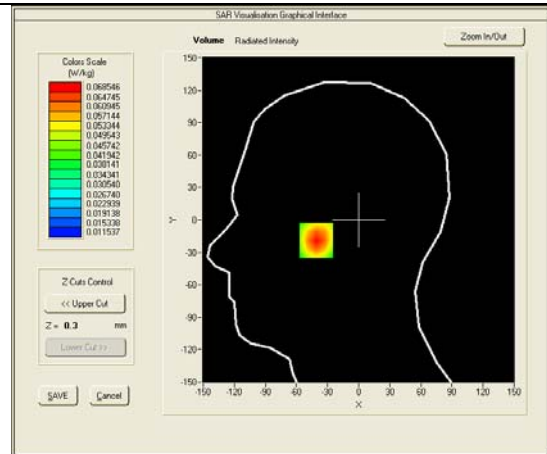 SAR Visualisation Graphical Interface
Volume Radiated Intensity
Zoom In/Out
Colors Scale
(W/kg)
0.068546
0.064745
0.060945
0.057144
0.053344
0.049543
0.045742
0.041942
0.038141
0.034341
0.030540
0.026740
0.022939
0.019138
0.015338
0.011537
Z Cuts Control
<< Upper Cut
Z = 0.3 mm
Lower Cut >>
SAVE Cancel
150
120
90
60
30
0
-30
-60
-90
-120
-150
Y
-150 -120 -90 -60 -30 0 30 60 90 120 150
X